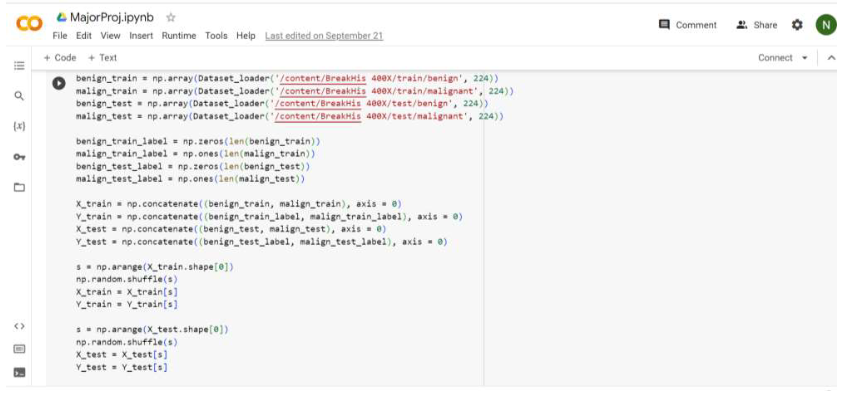 MajorProj.ipynb
File Edit View Insert Runtime Tools Help Last edited on September 21
Comment Share N
+ Code + Text
Connect
benign_train = np.array(Dataset_loader('/content/BreakHis 400X/train/benign', 224))
malign_train = np.array(Dataset_loader('/content/BreakHis 400X/train/malignant', 224))
benign_test = np.array(Dataset_loader('/content/BreakHis 400X/test/benign', 224))
malign_test = np.array(Dataset_loader('/content/BreakHis 400X/test/malignant', 224))
benign_train_label = np.zeros(len(benign_train))
malign_train_label = np.ones(len(malign_train))
benign_test_label = np.zeros(len(benign_test))
malign_test_label = np.ones(len(malign_test))
X_train = np.concatenate((benign_train, malign_train), axis = 0)
Y_train = np.concatenate((benign_train_label, malign_train_label), axis = 0)
X_test = np.concatenate((benign_test, malign_test), axis = 0)
Y_test = np.concatenate((benign_test_label, malign_test_label), axis = 0)
s = np.arange(X_train.shape[0])
np.random.shuffle(s)
X_train = X_train[s]
Y_train = Y_train[s]
s = np.arange(X_test.shape[0])
np.random.shuffle(s)
X_test = X_test[s]
Y_test = Y_test[s]